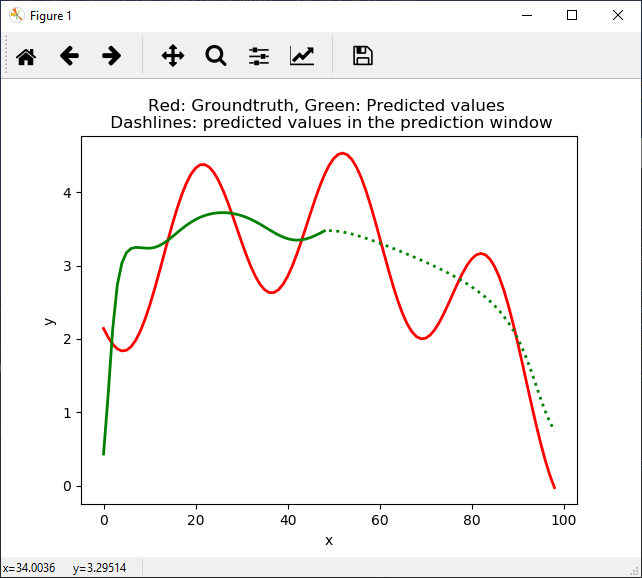 Figure 1
Red: Groundtruth, Green: Predicted values
Dashlines: predicted values in the prediction window
y
4
3
2
1
0
0 20 40 60 80 100
x
x=34.0036 y=3.29514